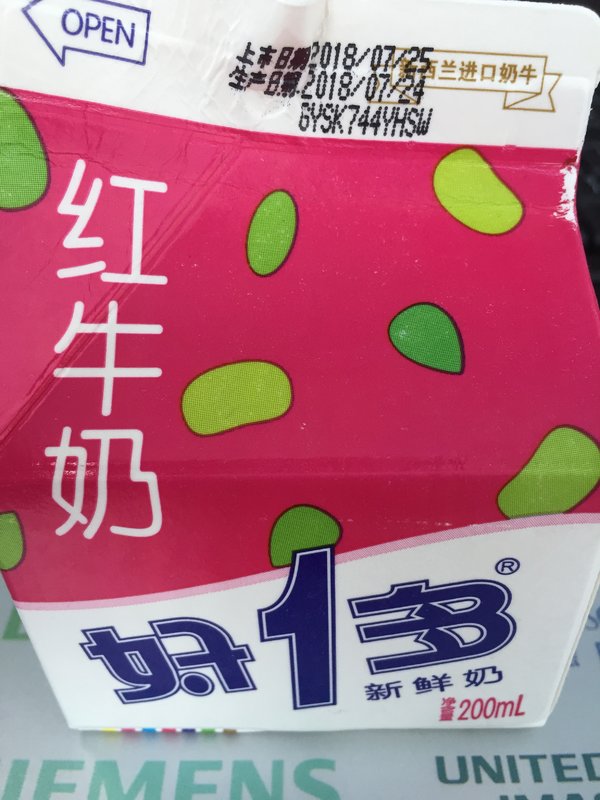 OPEN
上市日期2018/07/25
生产日期2018/07/24
GYSK744YHSW
新西兰进口奶牛
红牛奶
好1多®
新鲜奶
净含量200mL
UNITED